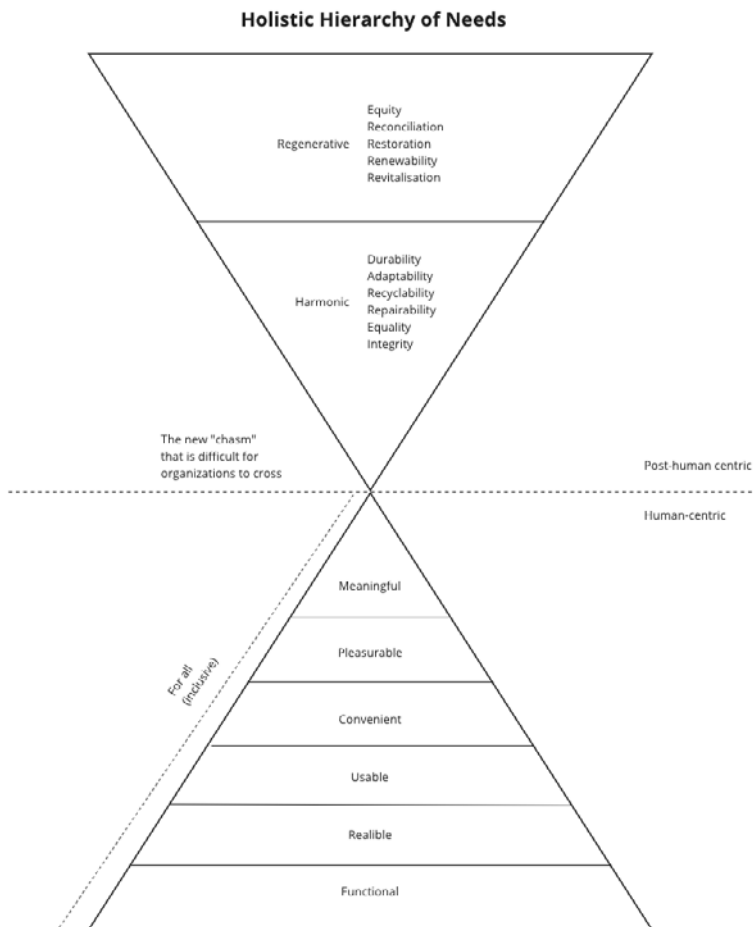 Holistic Hierarchy of Needs
Regenerative
Equity
Reconciliation
Restoration
Renewability
Revitalisation
Harmonic
Durability
Adaptability
Recyclability
Repairability
Equality
Integrity
The new "chasm"
that is difficult for
organizations to cross
Post-human centric
Human-centric
For all
(inclusive)
Meaningful
Pleasurable
Convenient
Usable
Realible
Functional